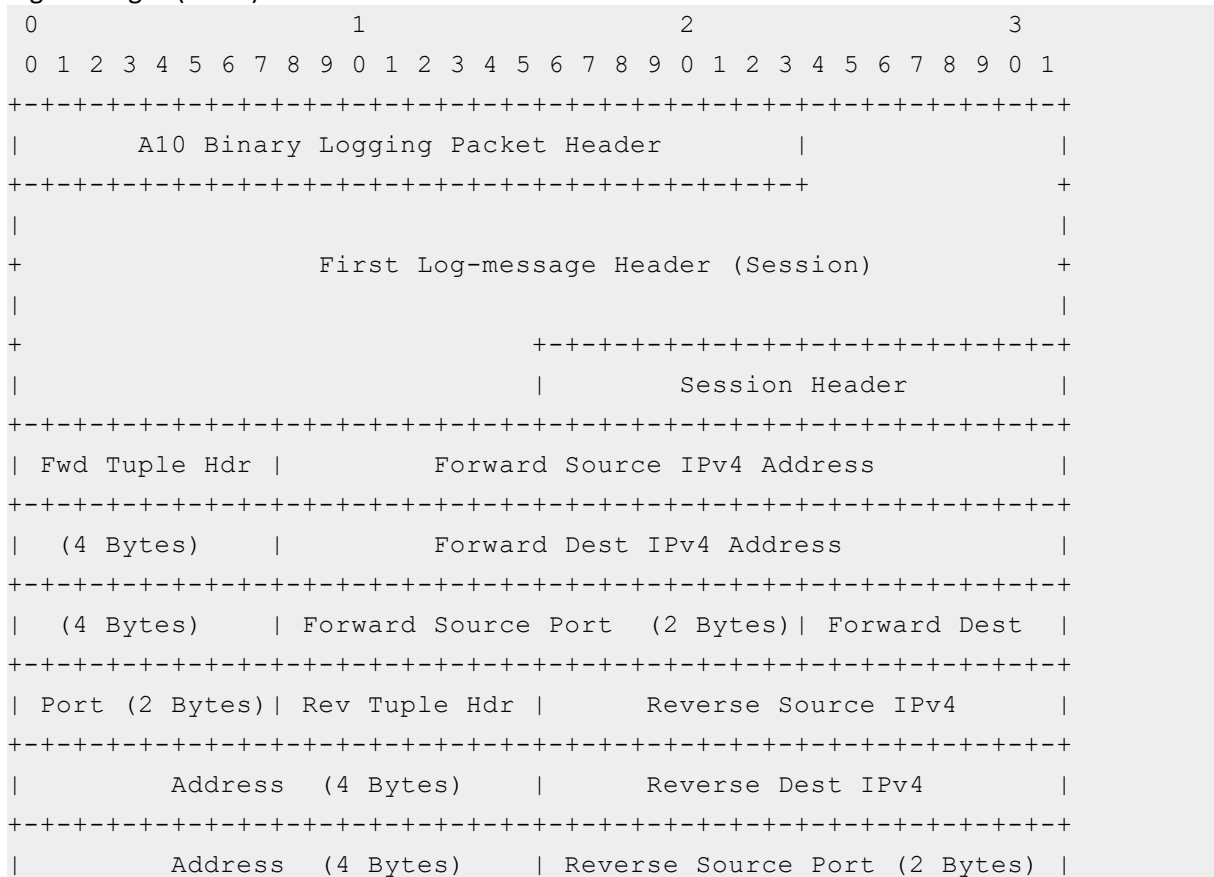 0                   1                   2                   3
0 1 2 3 4 5 6 7 8 9 0 1 2 3 4 5 6 7 8 9 0 1 2 3 4 5 6 7 8 9 0 1
+-+-+-+-+-+-+-+-+-+-+-+-+-+-+-+-+-+-+-+-+-+-+-+-+-+-+-+-+-+-+-+-+
|       A10 Binary Logging Packet Header        |               |
+-+-+-+-+-+-+-+-+-+-+-+-+-+-+-+-+-+-+-+-+-+-+-+-+               +
|                                                               |
+                  First Log-message Header (Session)           +
|                                                               |
+                               +-+-+-+-+-+-+-+-+-+-+-+-+-+-+-+-+
|                               |        Session Header         |
+-+-+-+-+-+-+-+-+-+-+-+-+-+-+-+-+-+-+-+-+-+-+-+-+-+-+-+-+-+-+-+-+
| Fwd Tuple Hdr |         Forward Source IPv4 Address           |
+-+-+-+-+-+-+-+-+-+-+-+-+-+-+-+-+-+-+-+-+-+-+-+-+-+-+-+-+-+-+-+-+
|  (4 Bytes)    |         Forward Dest IPv4 Address             |
+-+-+-+-+-+-+-+-+-+-+-+-+-+-+-+-+-+-+-+-+-+-+-+-+-+-+-+-+-+-+-+-+
|  (4 Bytes)    | Forward Source Port  (2 Bytes)| Forward Dest  |
+-+-+-+-+-+-+-+-+-+-+-+-+-+-+-+-+-+-+-+-+-+-+-+-+-+-+-+-+-+-+-+-+
| Port (2 Bytes)| Rev Tuple Hdr |      Reverse Source IPv4      |
+-+-+-+-+-+-+-+-+-+-+-+-+-+-+-+-+-+-+-+-+-+-+-+-+-+-+-+-+-+-+-+-+
|         Address  (4 Bytes)    |      Reverse Dest IPv4        |
+-+-+-+-+-+-+-+-+-+-+-+-+-+-+-+-+-+-+-+-+-+-+-+-+-+-+-+-+-+-+-+-+
|         Address  (4 Bytes)    | Reverse Source Port (2 Bytes) |